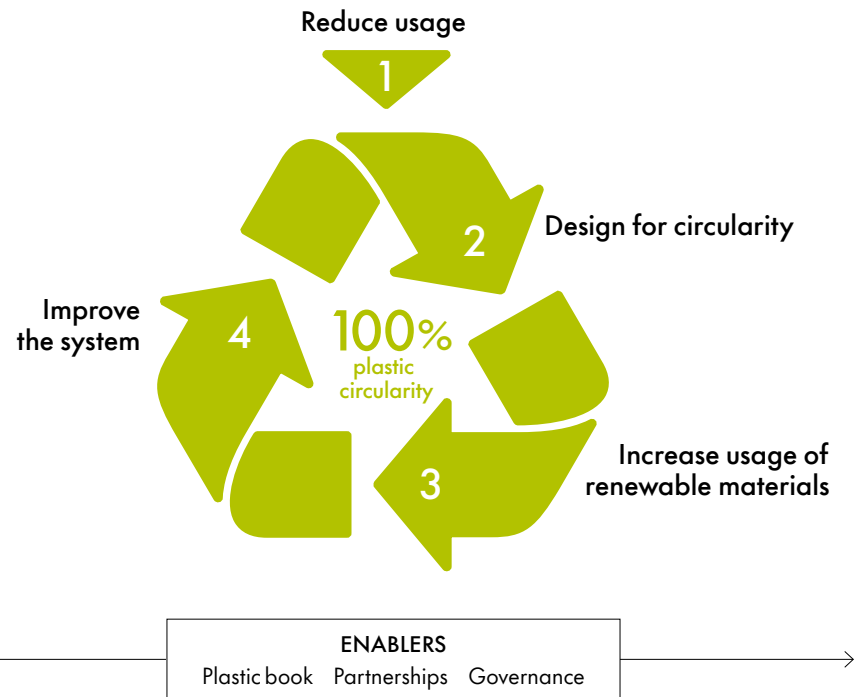 Reduce usage
1
2
Design for circularity
Improve
the system
4
100%
plastic
circularity
3
Increase usage of
renewable materials
ENABLERS
Plastic book Partnerships Governance